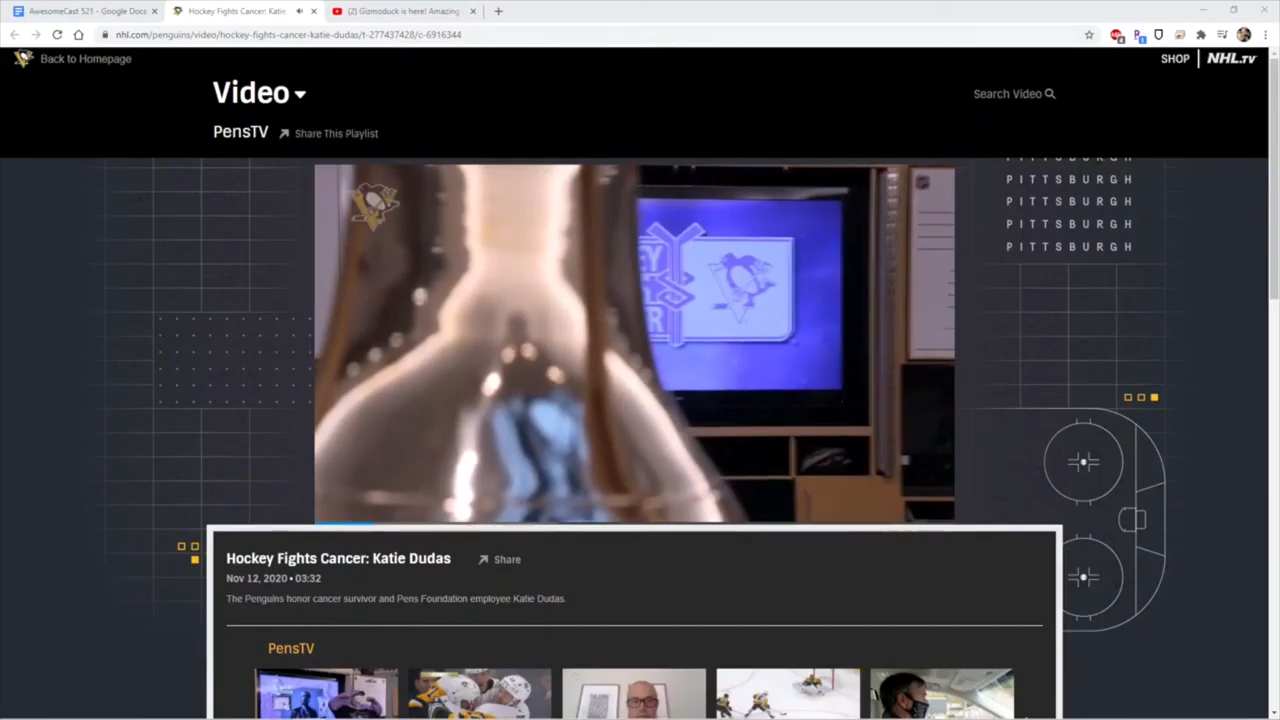 AwesomeCast 521 - Google Docs
Hockey Fights Cancer: Katie Dudas
(2) Gizmoduck is here! Amazing
nhl.com/penguins/video/hockey-fights-cancer-katie-dudas/t-277437428/c-6916344
Back to Homepage
SHOP
NHL.TV
Video
Search Video
PensTV
Share This Playlist
PITTSBURGH
PITTSBURGH
PITTSBURGH
PITTSBURGH
PITTSBURGH
Hockey Fights Cancer: Katie Dudas
Share
Nov 12, 2020 • 03:32
The Penguins honor cancer survivor and Pens Foundation employee Katie Dudas.
PensTV